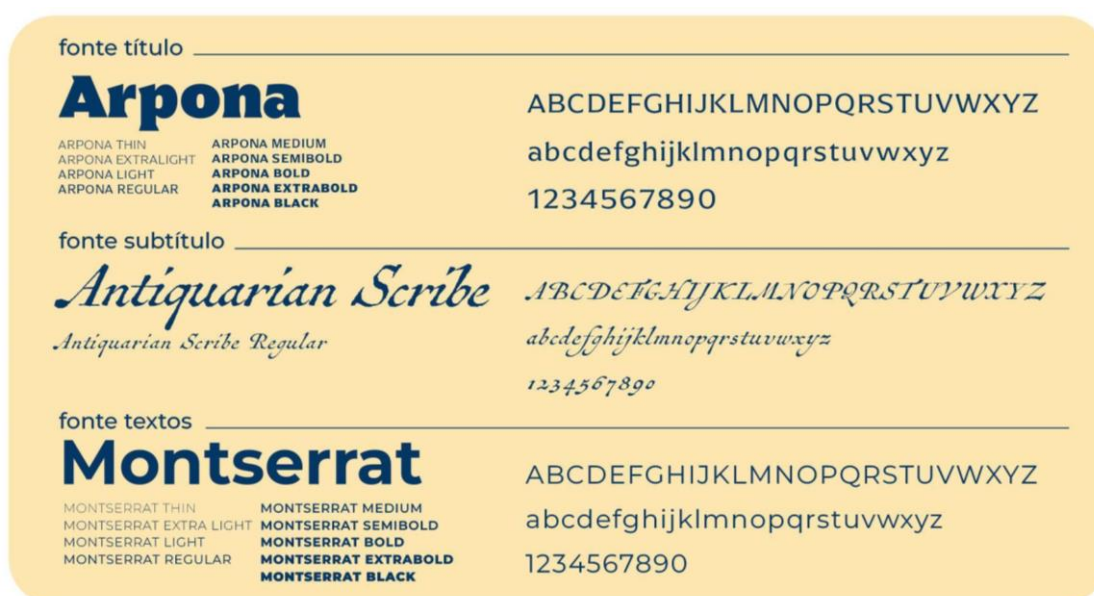 fonte título
Arpona
ARPONA THIN
ARPONA EXTRALIGHT
ARPONA LIGHT
ARPONA REGULAR
ARPONA MEDIUM
ARPONA SEMIBOLD
ARPONA BOLD
ARPONA EXTRABOLD
ARPONA BLACK
ABCDEFGHIJKLMNOPQRSTUVWXYZ
abcdefghijklmnopqrstuvwxyz
1234567890
fonte subtítulo
Antiquarian Scribe
Antiquarian Scribe Regular
ABCDEFGHIJKLMNOPQRSTUVWXYZ
abcdefghijklmnopqrstuvwxyz
1234567890
fonte textos
Montserrat
MONTSERRAT THIN
MONTSERRAT EXTRA LIGHT
MONTSERRAT LIGHT
MONTSERRAT REGULAR
MONTSERRAT MEDIUM
MONTSERRAT SEMIBOLD
MONTSERRAT BOLD
MONTSERRAT EXTRABOLD
MONTSERRAT BLACK
ABCDEFGHIJKLMNOPQRSTUVWXYZ
abcdefghijklmnopqrstuvwxyz
1234567890